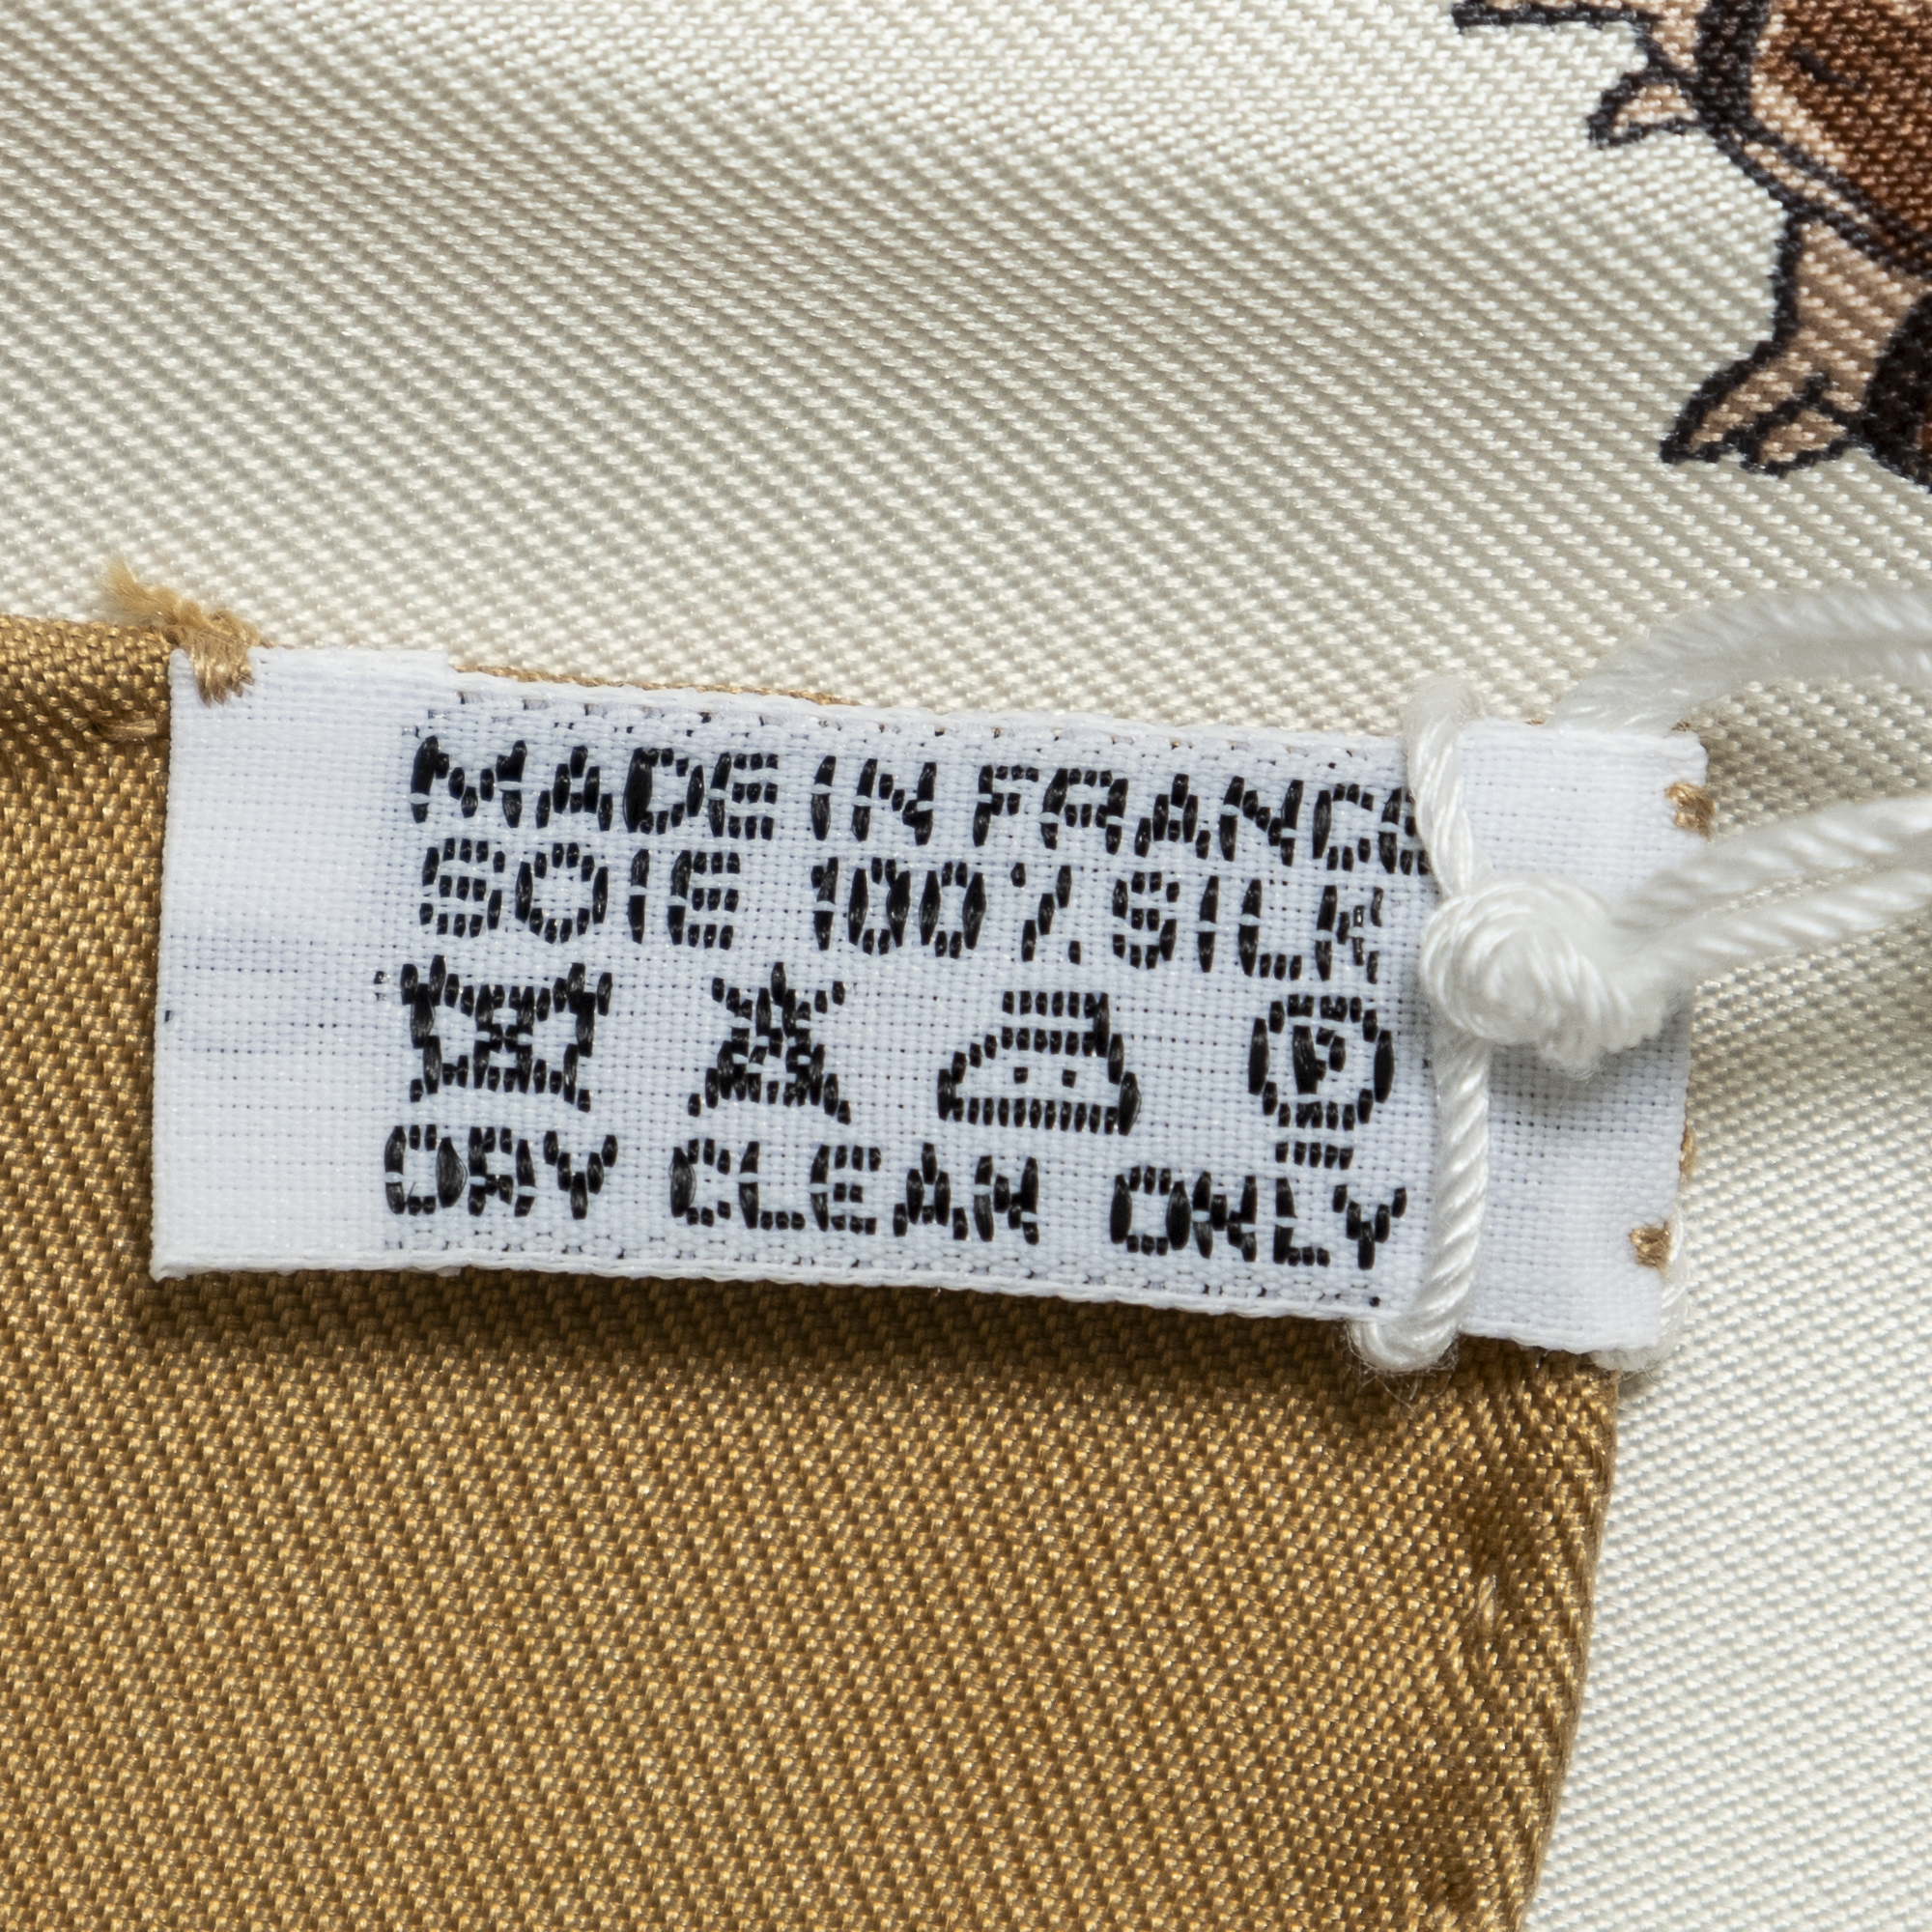 MADE IN FRANCE
SOIE 100% SILK
P
DRY CLEAN ONLY